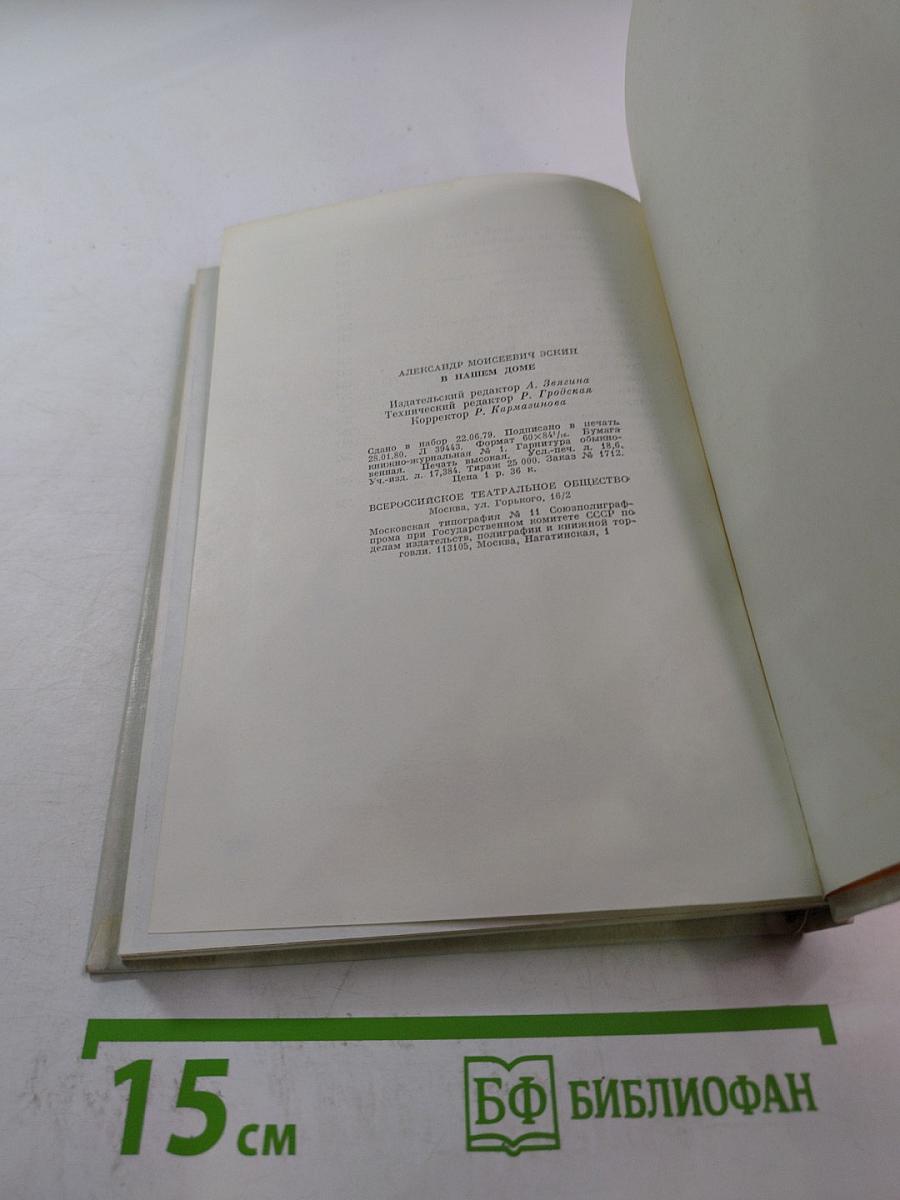 АЛЕКСАНДР МОИСЕЕВИЧ ЭСКИН
В НАШЕМ ДОМЕ
Издательский редактор А. Звягина
Технический редактор Р. Гродская
Корректор Р. Кармазинова
Сдано в набор 22.06.79. Подписано в печать
28.01.80. Л 39443. Формат 60×84¹/₁₆. Бумага
книжно-журнальная № 1. Гарнитура обыкно-
венная. Печать высокая. Усл.-печ. л. 18,6.
Уч.-изд. л. 17,384. Тираж 25 000. Заказ № 1712.
Цена 1 р. 36 к.
ВСЕРОССИЙСКОЕ ТЕАТРАЛЬНОЕ ОБЩЕСТВО
Москва, ул. Горького, 16/2
Московская типография № 11 Союзполиграф-
прома при Государственном комитете СССР по
делам издательств, полиграфии и книжной тор-
говли. 113105, Москва, Нагатинская, 1
15 см
БФ БИБЛИОФАН